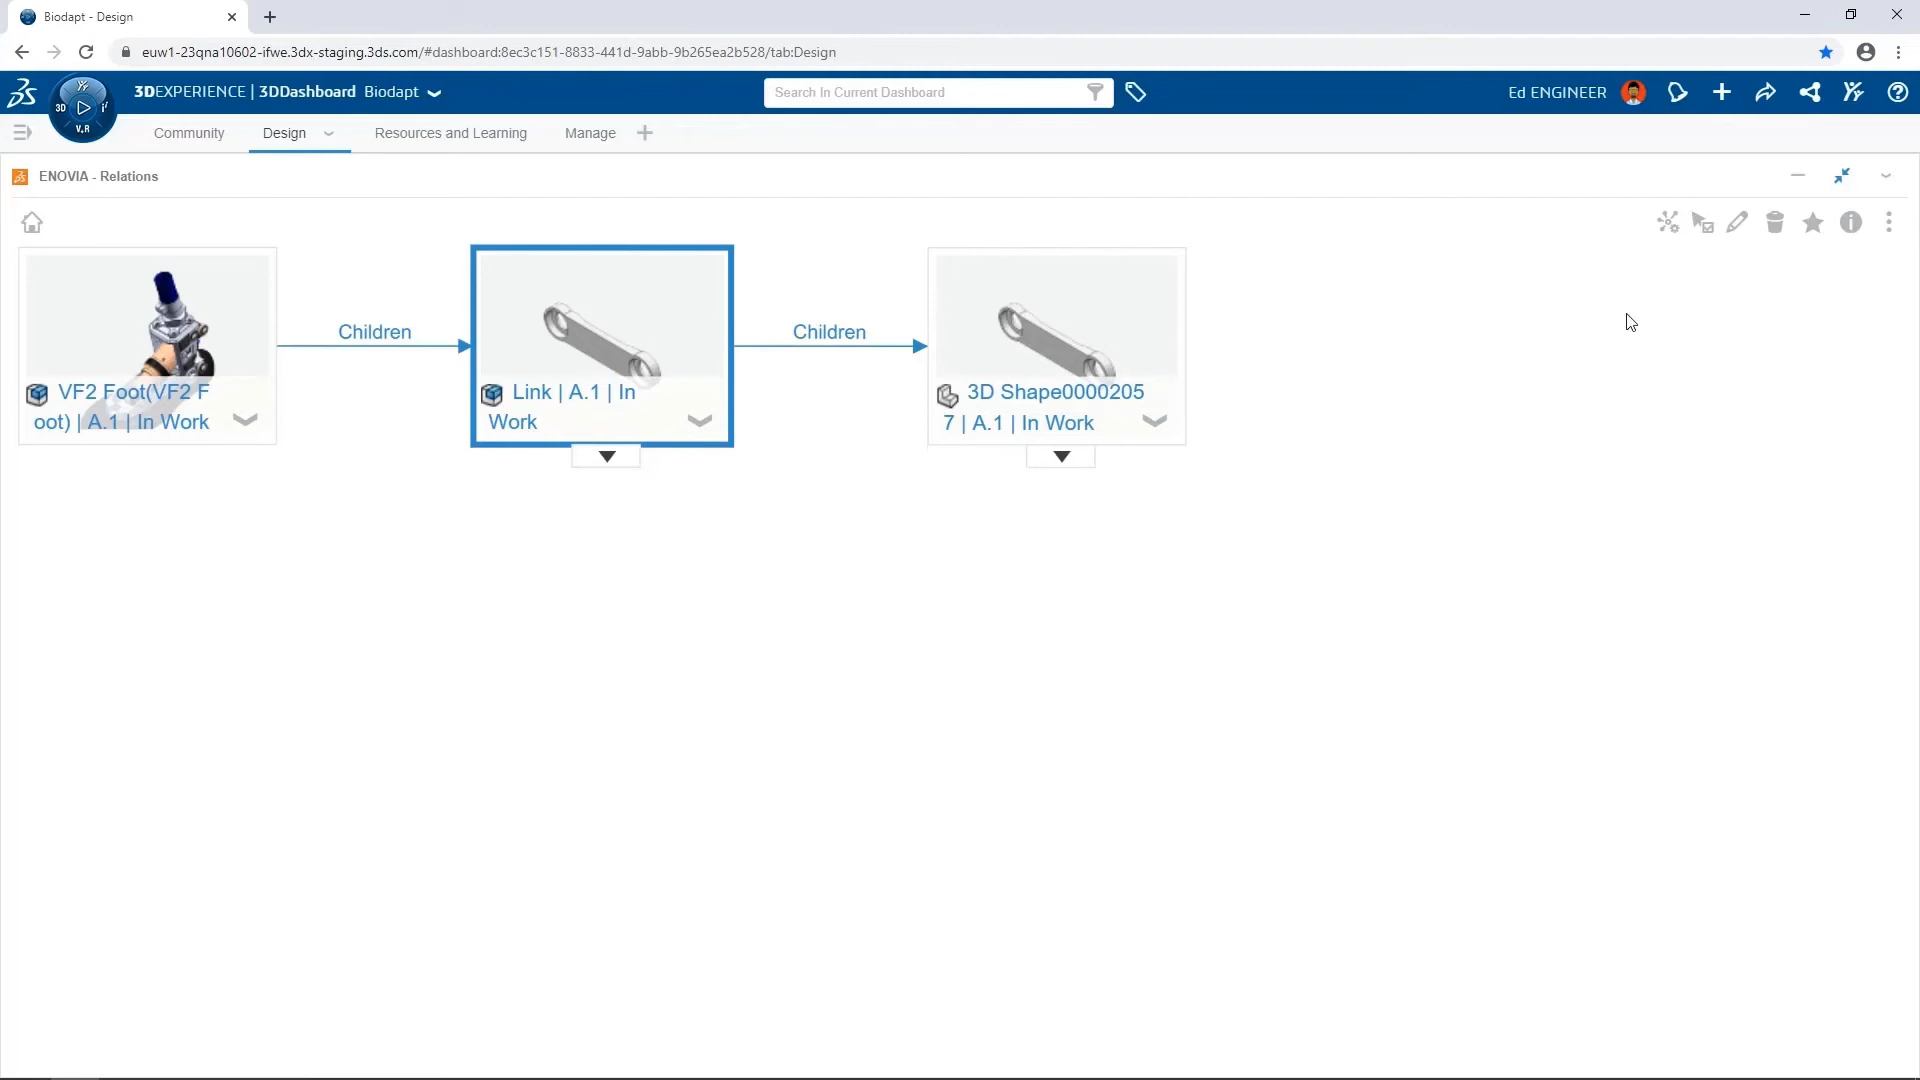 Biodapt - Design
euw1-23qna10602-ifwe.3dx-staging.3ds.com/#dashboard:8ec3c151-8833-441d-9abb-9b265ea2b528/tab:Design
3D
V.R
3DEXPERIENCE | 3DDashboard Biodapt
Search In Current Dashboard
Ed ENGINEER
Community
Design
Resources and Learning
Manage
ENOVIA - Relations
VF2 Foot(VF2 F
oot) | A.1 | In Work
Children
Link | A.1 | In
Work
Children
3D Shape0000205
7 | A.1 | In Work